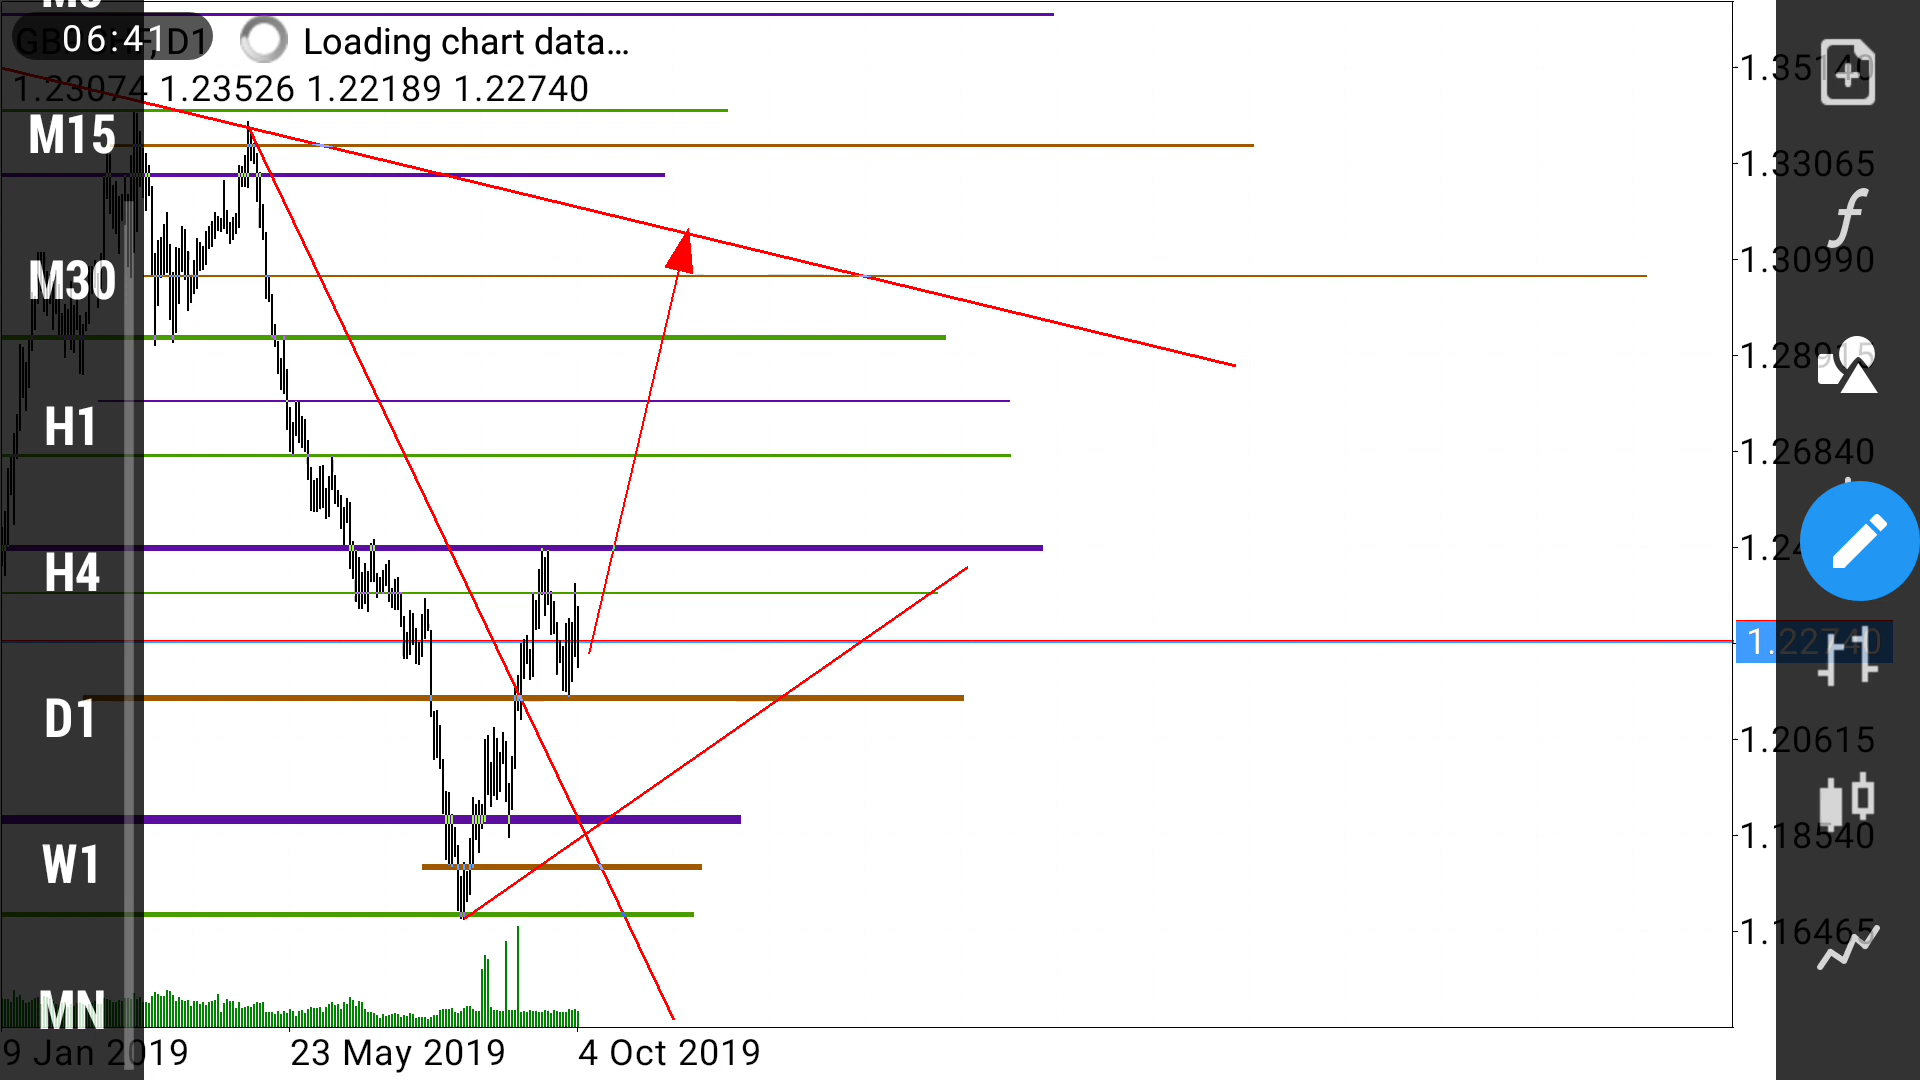 06:41
D1
Loading chart data...
1.23074 1.23526 1.22189 1.22740
M15
M30
H1
H4
D1
W1
MN
1.33065
1.30990
1.26840
1.22740
1.20615
1.18540
1.16465
9 Jan 2019
23 May 2019
4 Oct 2019